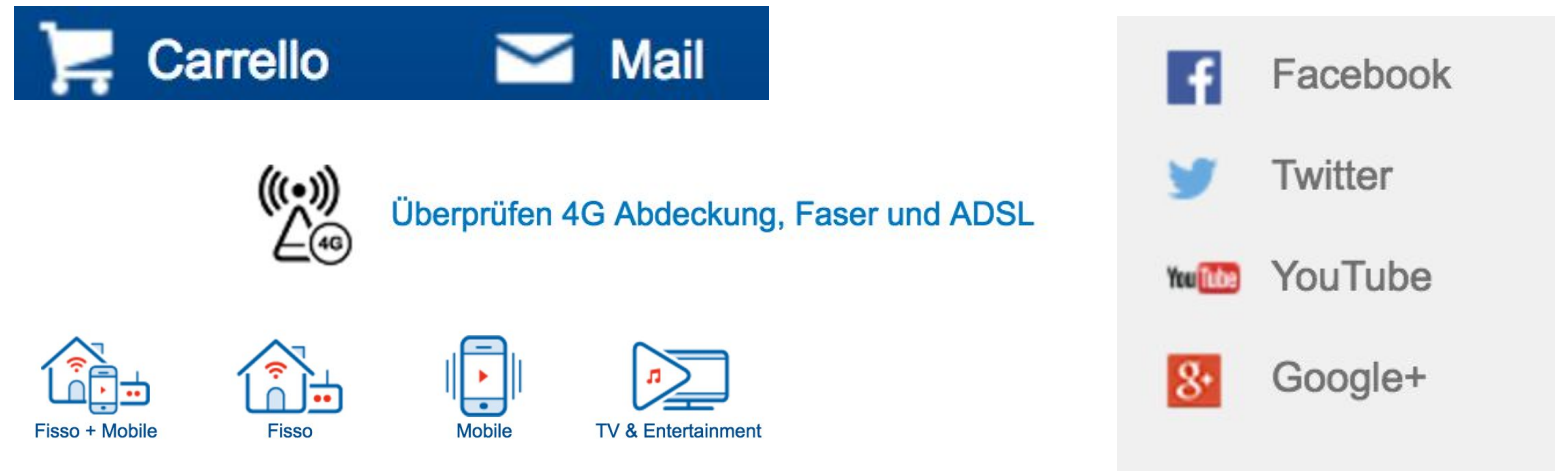 Carrello
Mail
Facebook
Twitter
You Tube
YouTube
Google+
Überprüfen 4G Abdeckung, Faser und ADSL
4G
Fisso + Mobile
Fisso
Mobile
TV & Entertainment